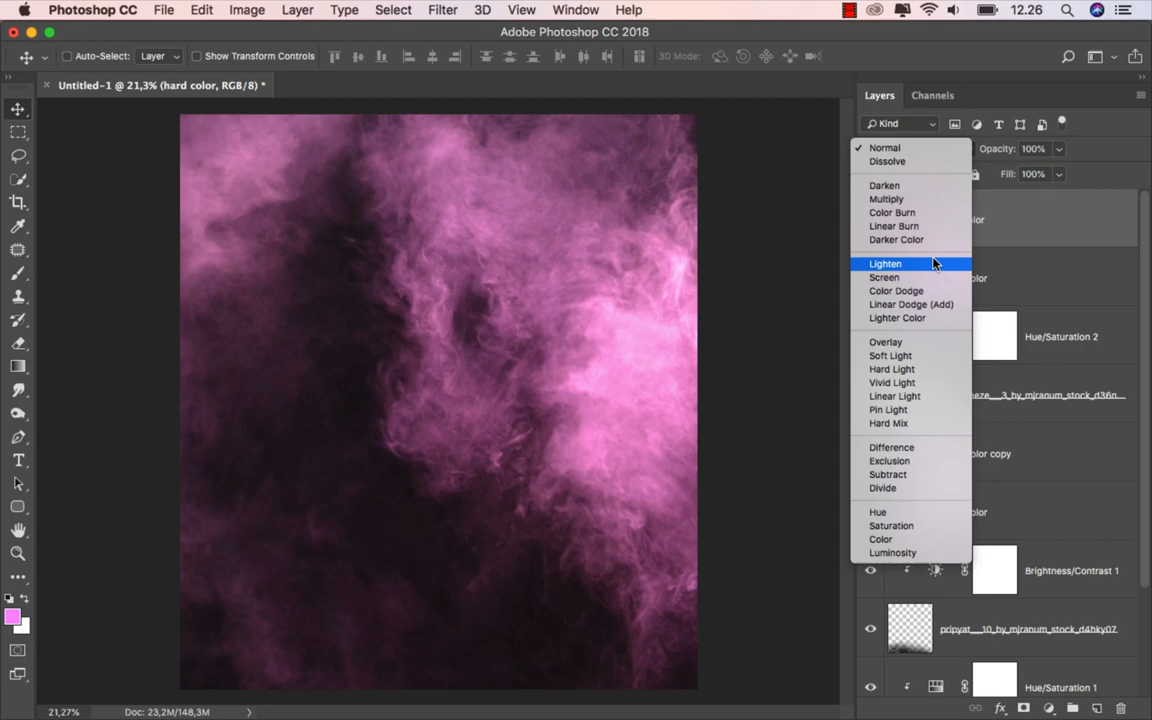 Photoshop CC File Edit Image Layer Type Select Filter 3D View Window Help 12.26
Adobe Photoshop CC 2018
Auto-Select: Layer Show Transform Controls 3D Mode:
Untitled-1 @ 21,3% (hard color, RGB/8) *
Layers Channels
Kind
Normal
Opacity: 100%
Dissolve
Fill: 100%
Darken
Multiply
Color Burn
Linear Burn
Darker Color
Lighten
Screen
Color Dodge
Linear Dodge (Add)
Lighter Color
Overlay
Soft Light
Hard Light
Vivid Light
Linear Light
Pin Light
Hard Mix
Difference
Exclusion
Subtract
Divide
Hue
Saturation
Color
Luminosity
lor
olor
Hue/Saturation 2
olor copy
olor
Brightness/Contrast 1
pripyat__10_by_mjranum_stock_d4hky07
Hue/Saturation 1
21,27% Doc: 23,2M/148,3M